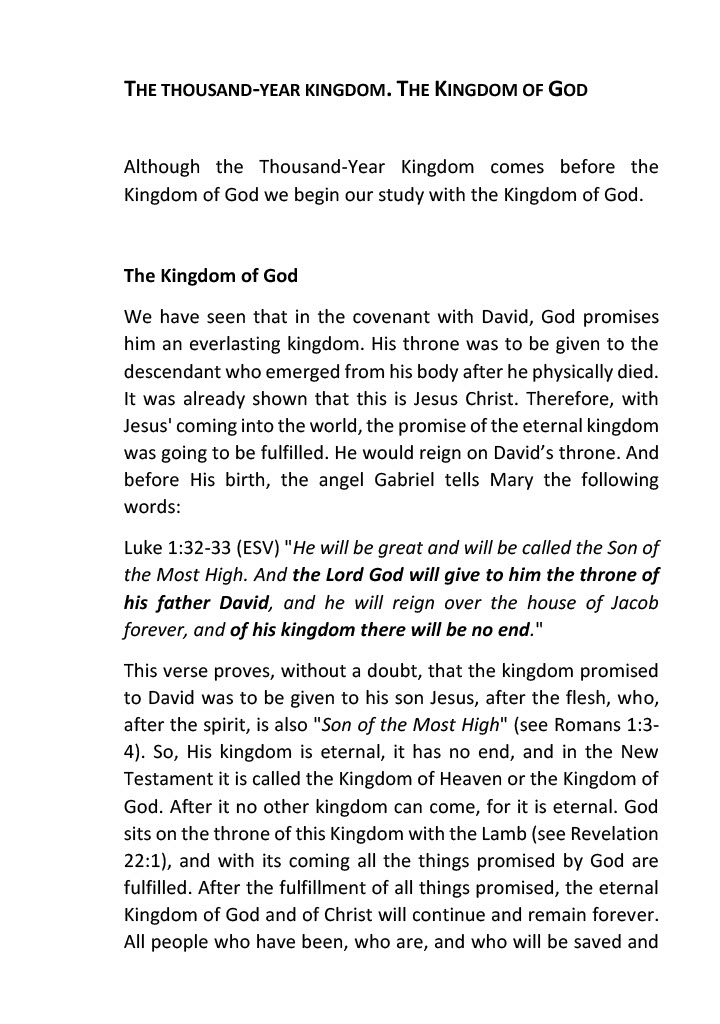 THE THOUSAND-YEAR KINGDOM. THE KINGDOM OF GOD
Although the Thousand-Year Kingdom comes before the
Kingdom of God we begin our study with the Kingdom of God.
The Kingdom of God
We have seen that in the covenant with David, God promises
him an everlasting kingdom. His throne was to be given to the
descendant who emerged from his body after he physically died.
It was already shown that this is Jesus Christ. Therefore, with
Jesus' coming into the world, the promise of the eternal kingdom
was going to be fulfilled. He would reign on David’s throne. And
before His birth, the angel Gabriel tells Mary the following
words:
Luke 1:32-33 (ESV) "He will be great and will be called the Son of
the Most High. And the Lord God will give to him the throne of
his father David, and he will reign over the house of Jacob
forever, and of his kingdom there will be no end."
This verse proves, without a doubt, that the kingdom promised
to David was to be given to his son Jesus, after the flesh, who,
after the spirit, is also "Son of the Most High" (see Romans 1:3-
4). So, His kingdom is eternal, it has no end, and in the New
Testament it is called the Kingdom of Heaven or the Kingdom of
God. After it no other kingdom can come, for it is eternal. God
sits on the throne of this Kingdom with the Lamb (see Revelation
22:1), and with its coming all the things promised by God are
fulfilled. After the fulfillment of all things promised, the eternal
Kingdom of God and of Christ will continue and remain forever.
All people who have been, who are, and who will be saved and